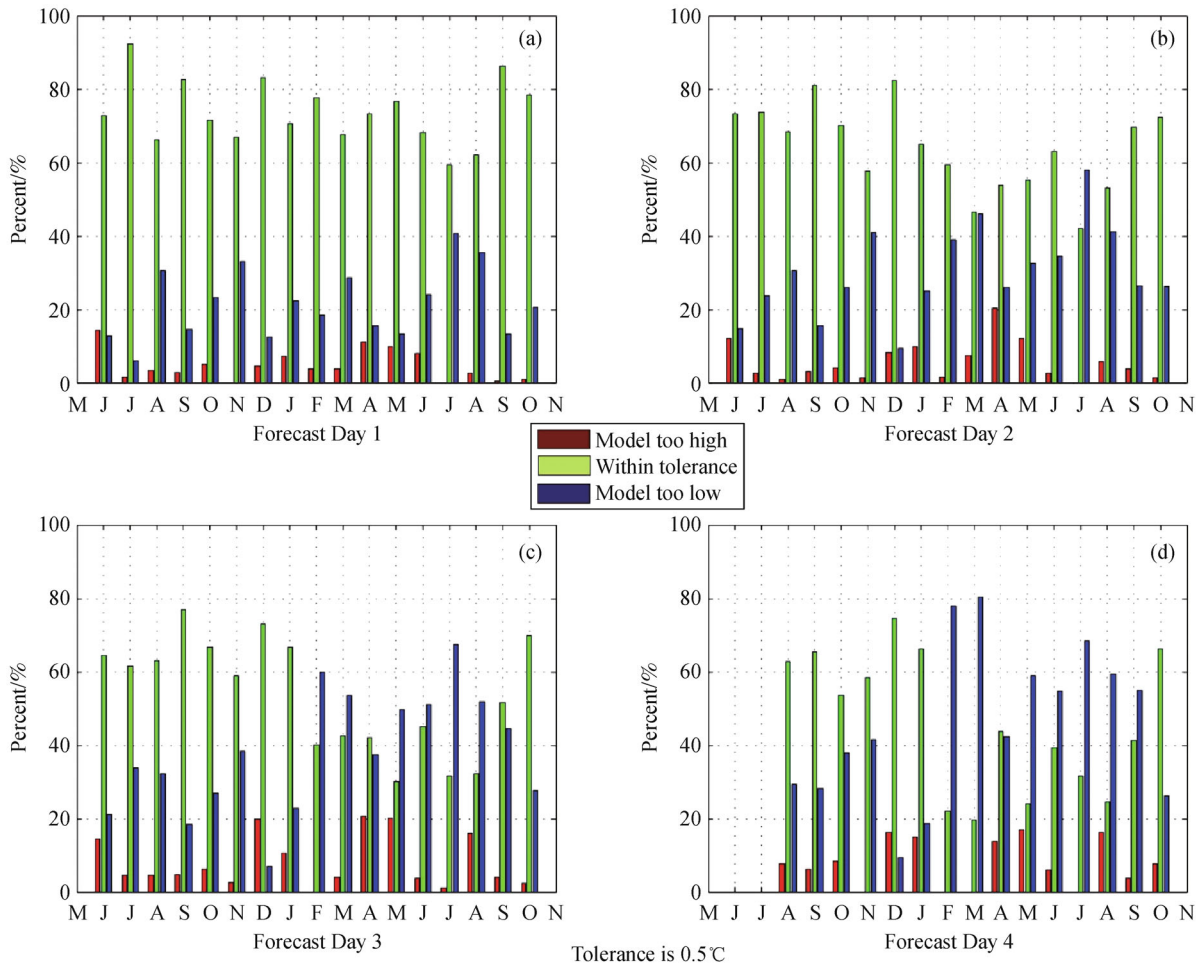 (a)
100
80
60
40
20
0
Percent/%
M J J A S O N D J F M A M J J A S O N
Forecast Day 1
(b)
100
80
60
40
20
0
Percent/%
M J J A S O N D J F M A M J J A S O N
Forecast Day 2
Model too high
Within tolerance
Model too low
(c)
100
80
60
40
20
0
Percent/%
M J J A S O N D J F M A M J J A S O N
Forecast Day 3
(d)
100
80
60
40
20
0
Percent/%
M J J A S O N D J F M A M J J A S O N
Forecast Day 4
Tolerance is 0.5℃